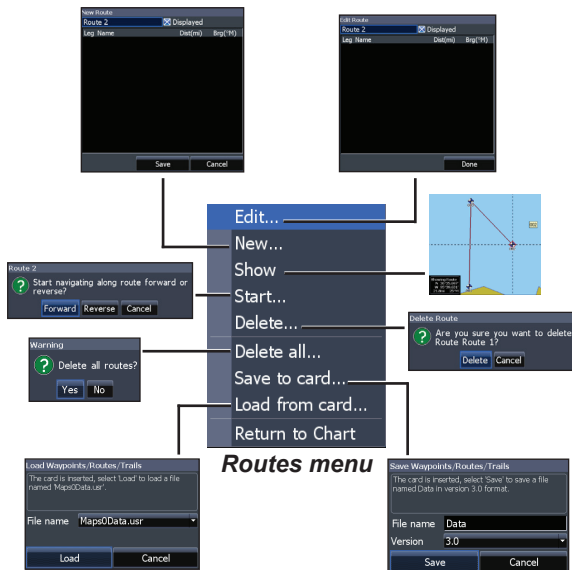 New Route
Route 2 Displayed
Leg Name Dist(mi) Brg(°M)
Save Cancel
Edit Route
Route 2 Displayed
Leg Name Dist(mi) Brg(°M)
Done
Edit...
New...
Show
Start...
Delete...
Delete all...
Save to card...
Load from card...
Return to Chart
Routes menu
Route 2
Start navigating along route forward or
reverse?
Forward Reverse Cancel
Delete Route
Are you sure you want to delete
Route Route 1?
Delete Cancel
Warning
Delete all routes?
Yes No
Load Waypoints/Routes/Trails
The card is inserted, select 'Load' to load a file
named 'Maps0Data.usr'.
File name Maps0Data.usr
Load Cancel
Save Waypoints/Routes/Trails
The card is inserted, select 'Save' to save a file
named Data in version 3.0 format.
File name Data
Version 3.0
Save Cancel